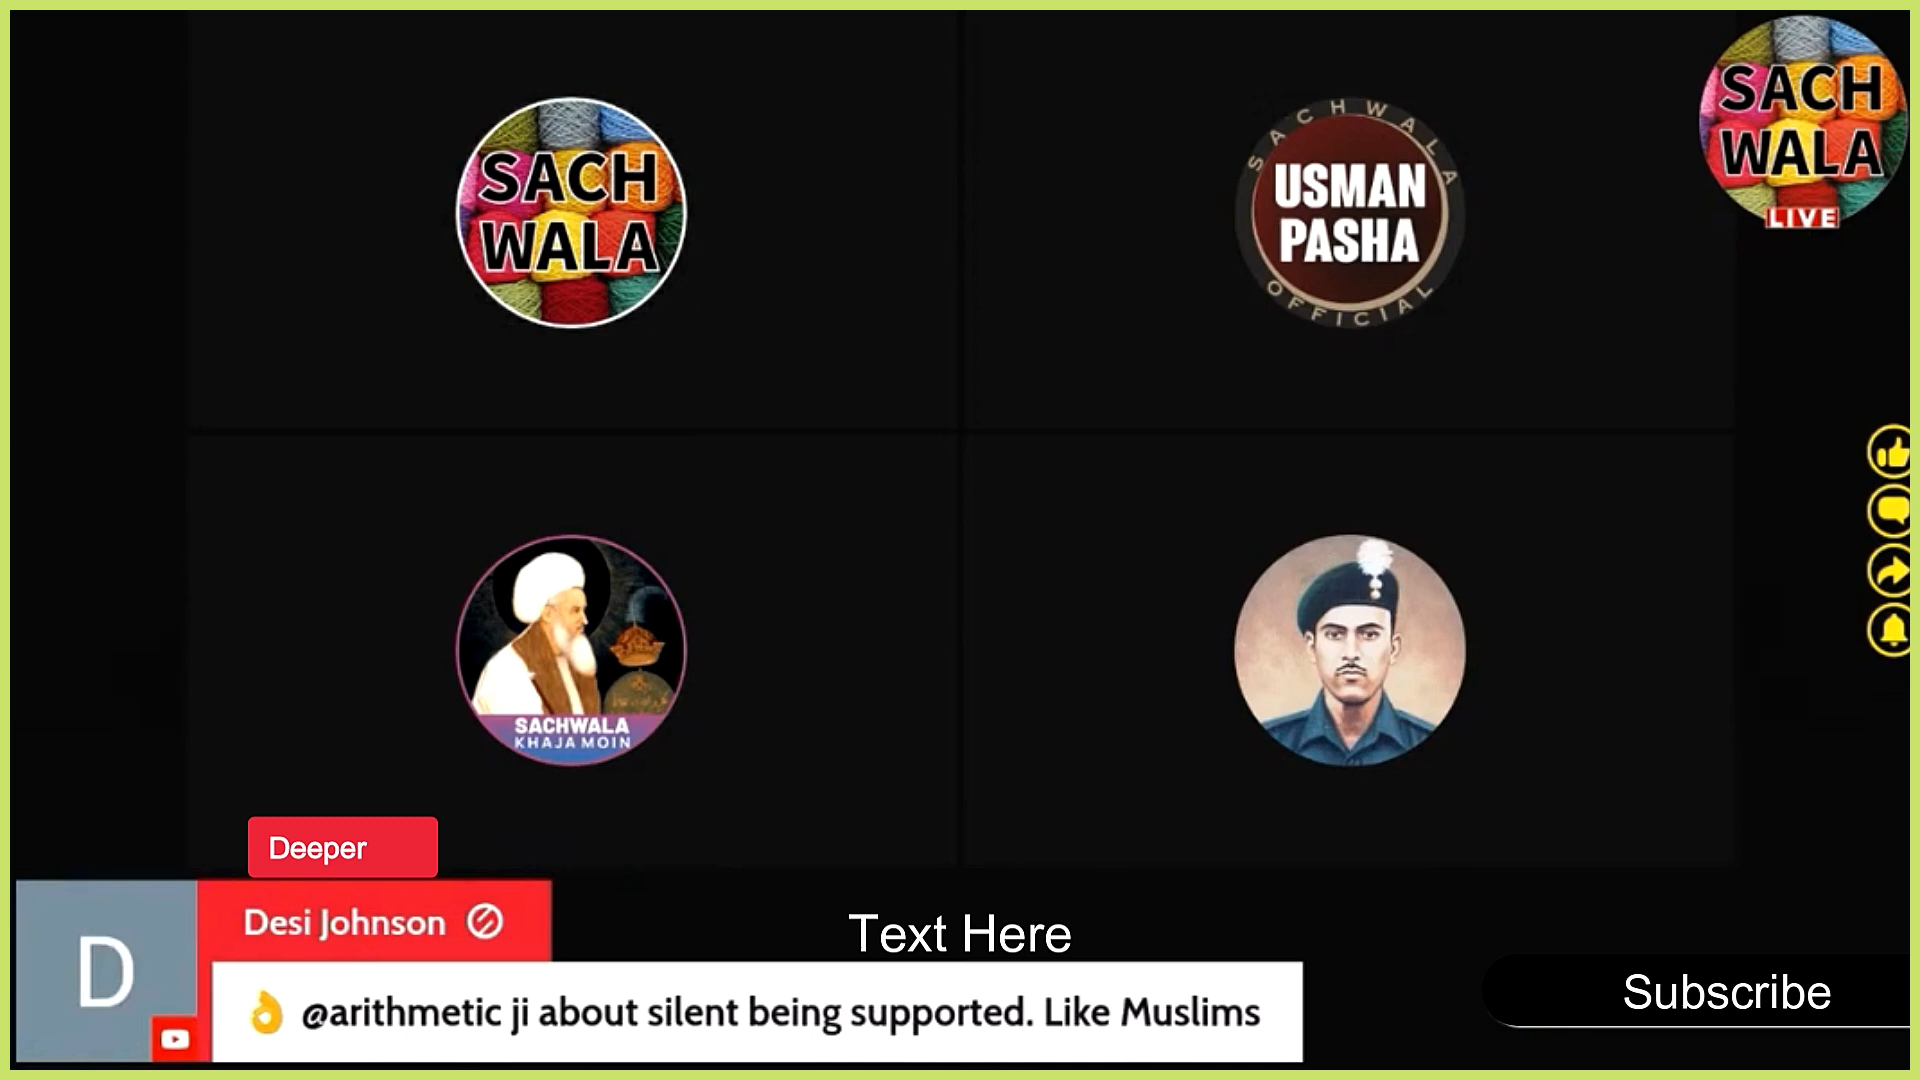 SACH
WALA
SACHWALA
USMAN
PASHA
OFFICIAL
SACH
WALA
LIVE
SACHWALA
KHAJA MOIN
Deeper
Desi Johnson
D
Text Here
👌 @arithmetic ji about silent being supported. Like Muslims
Subscribe